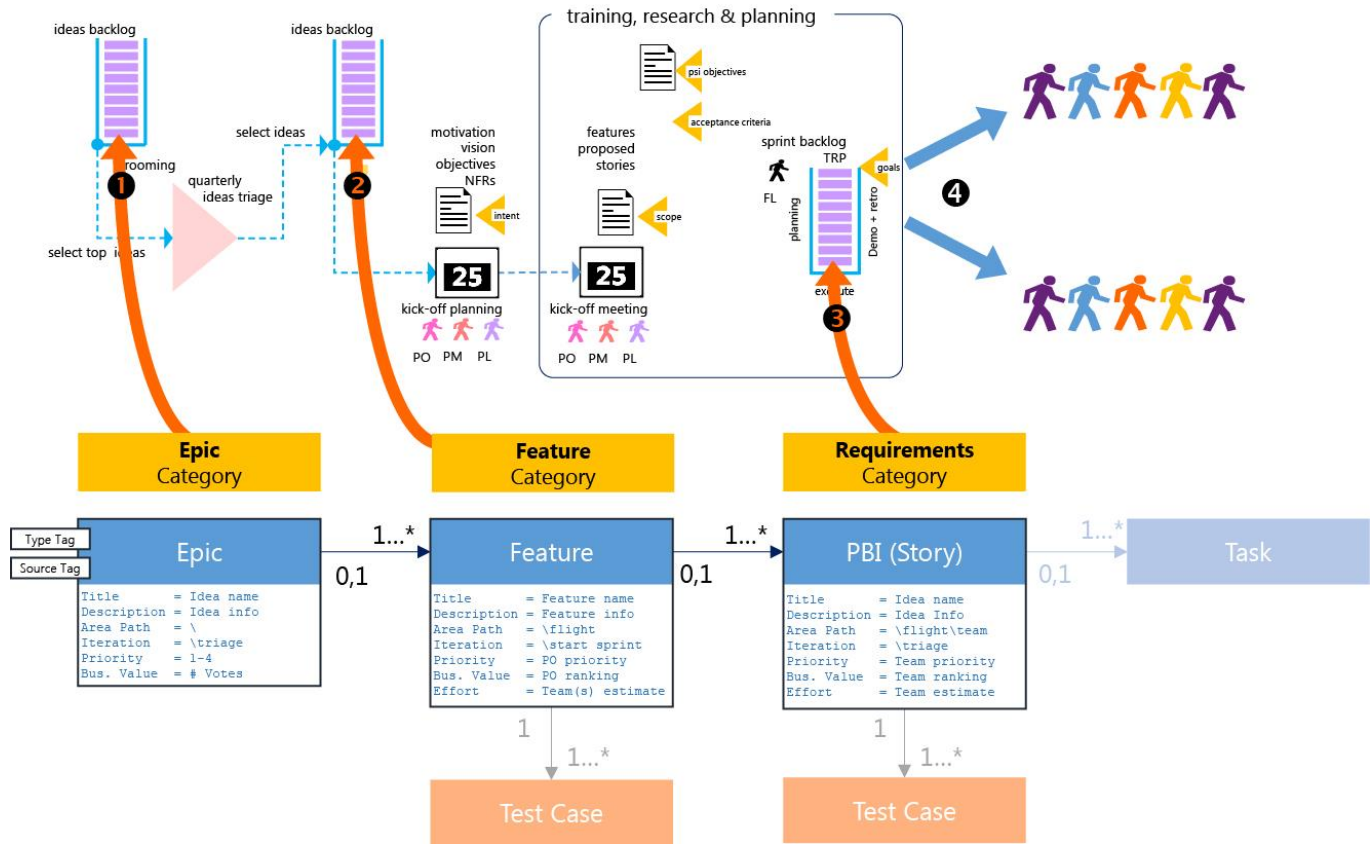 training, research & planning
ideas backlog
ideas backlog
psi objectives
acceptance criteria
select ideas
motivation
vision
objectives
NFRs
features
proposed
stories
sprint backlog
TRP
goals
rooming
1
2
quarterly
ideas triage
FL
planning
Demo + retro
4
intent
scope
select top ideas
25
25
execute
3
kick-off planning
kick-off meeting
PO PM PL
PO PM PL
Epic
Category
Feature
Category
Requirements
Category
Type Tag
Source Tag
Epic
1...*
0,1
Feature
1...*
0,1
PBI (Story)
1...*
0,1
Task
Title = Idea name
Description = Idea info
Area Path = \
Iteration = \triage
Priority = 1-4
Bus. Value = # Votes
Title = Feature name
Description = Feature info
Area Path = \flight
Iteration = \start sprint
Priority = PO priority
Bus. Value = PO ranking
Effort = Team(s) estimate
Title = Idea name
Description = Idea Info
Area Path = \flight\team
Iteration = \triage
Priority = Team priority
Bus. Value = Team ranking
Effort = Team estimate
1
1...*
1
1...*
Test Case
Test Case